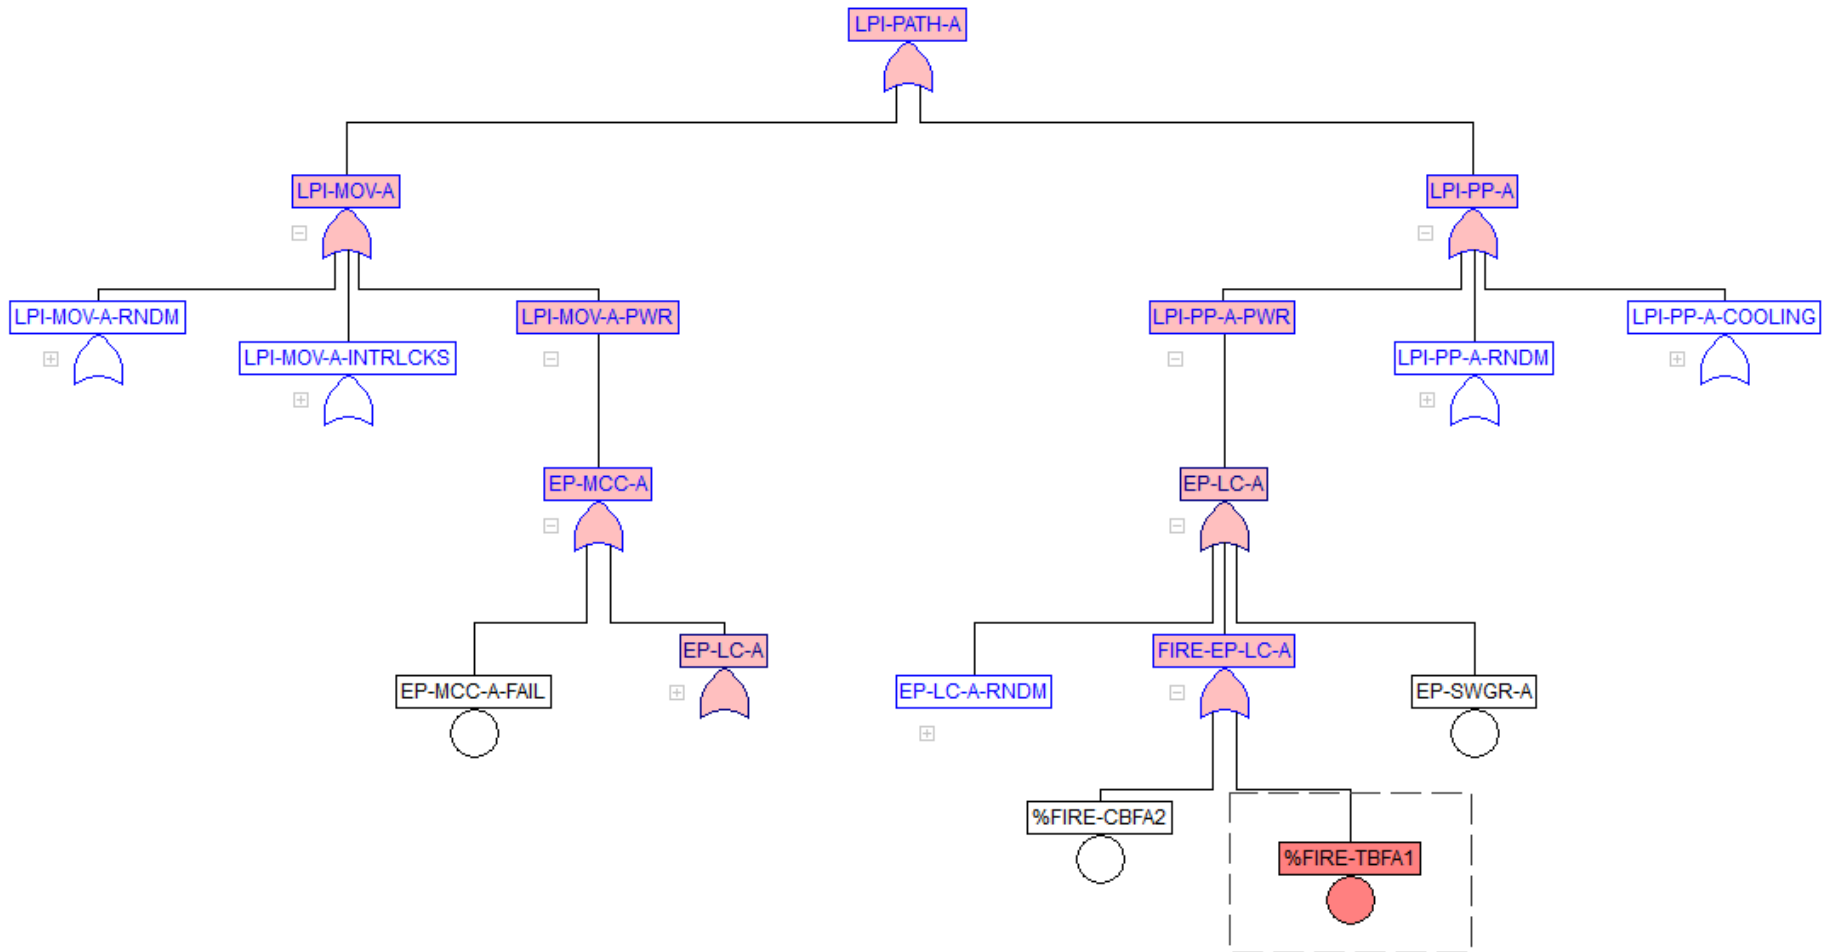 LPI-PATH-A
LPI-MOV-A
LPI-PP-A
LPI-MOV-A-RNDM
LPI-MOV-A-INTRLCKS
LPI-MOV-A-PWR
LPI-PP-A-PWR
LPI-PP-A-RNDM
LPI-PP-A-COOLING
EP-MCC-A
EP-LC-A
EP-MCC-A-FAIL
EP-LC-A
EP-LC-A-RNDM
FIRE-EP-LC-A
EP-SWGR-A
%FIRE-CBFA2
%FIRE-TBFA1